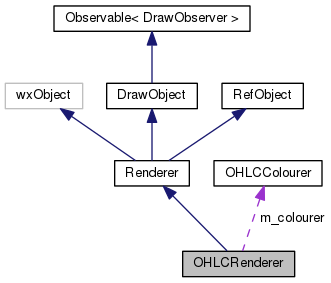 Observable< DrawObserver >
wxObject
DrawObject
RefObject
Renderer
OHLCColourer
m_colourer
OHLCRenderer